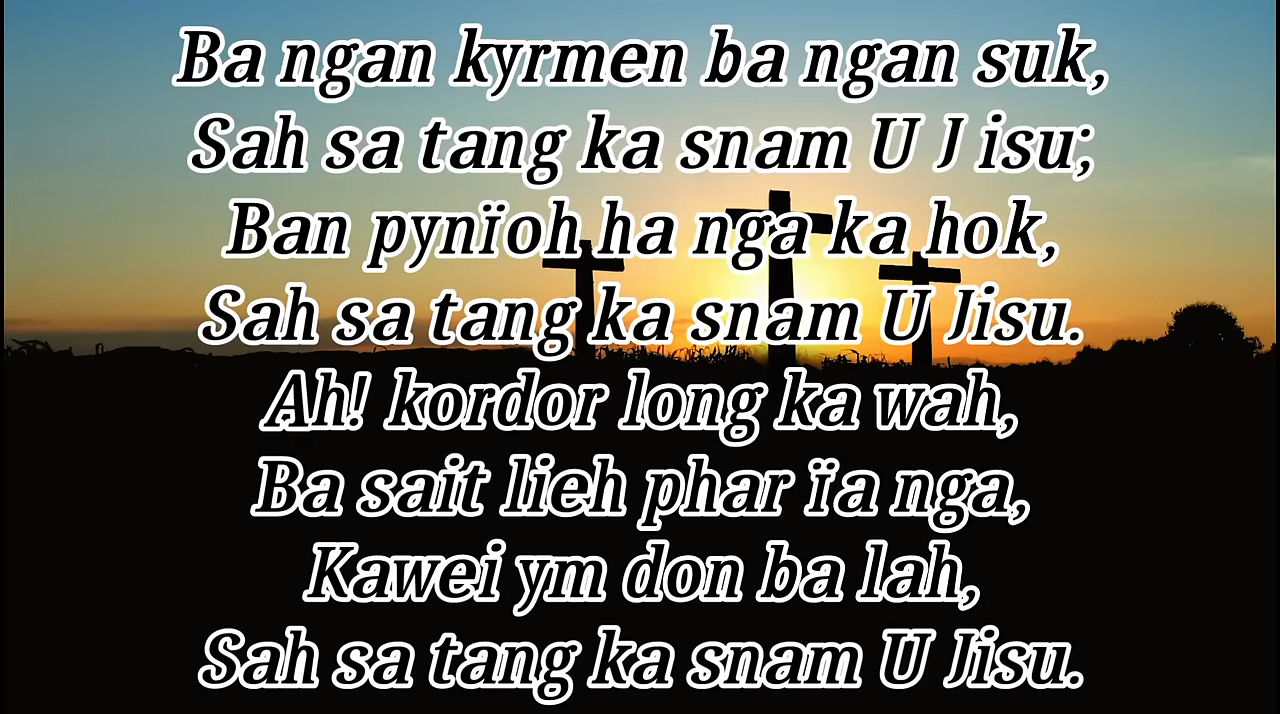 Ba ngan kyrmen ba ngan suk,
Sah sa tang ka snam U J isu;
Ban pynïoh ha nga ka hok,
Sah sa tang ka snam U Jisu.
Ah! kordor long ka wah,
Ba sait lieh phar ïa nga,
Kawei ym don ba lah,
Sah sa tang ka snam U Jisu.